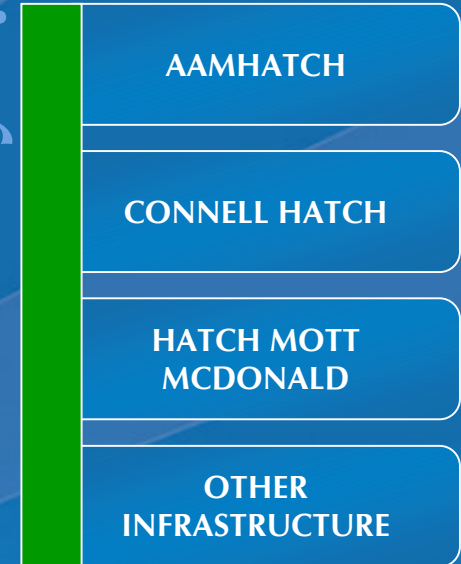 AAMHATCH
CONNELL HATCH
HATCH MOTT
MCDONALD
OTHER
INFRASTRUCTURE